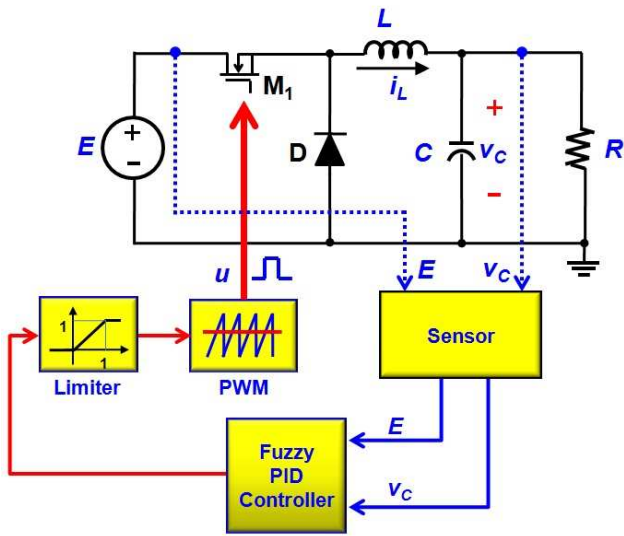 L
M1
iL
+
E
+
-
D
C
vC
R
-
u
E
vC
1
1
Limiter
PWM
Sensor
E
Fuzzy
PID
Controller
vC